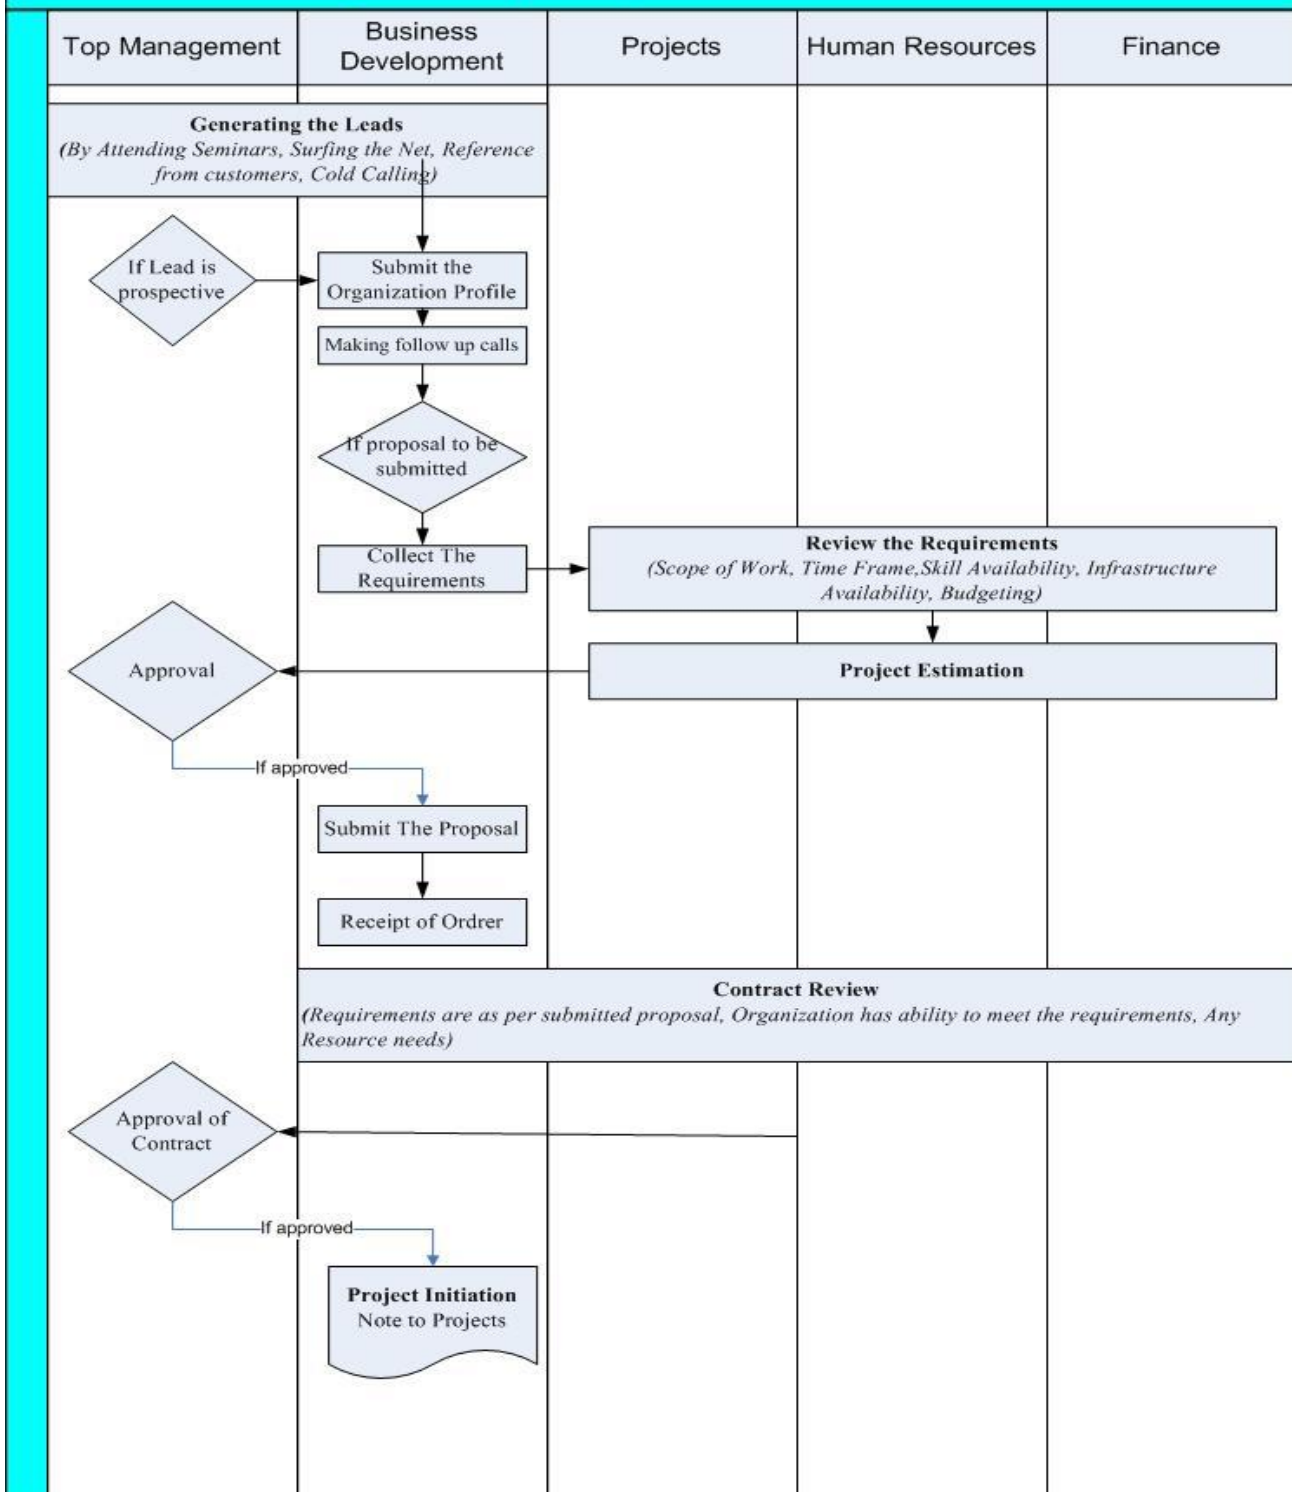 Top Management
Business
Development
Projects
Human Resources
Finance
Generating the Leads
(By Attending Seminars, Surfing the Net, Reference
from customers, Cold Calling)
If Lead is
prospective
Submit the
Organization Profile
Making follow up calls
If proposal to be
submitted
Collect The
Requirements
Review the Requirements
(Scope of Work, Time Frame,Skill Availability, Infrastructure
Availability, Budgeting)
Approval
Project Estimation
If approved
Submit The Proposal
Receipt of Ordrer
Contract Review
(Requirements are as per submitted proposal, Organization has ability to meet the requirements, Any
Resource needs)
Approval of
Contract
If approved
Project Initiation
Note to Projects